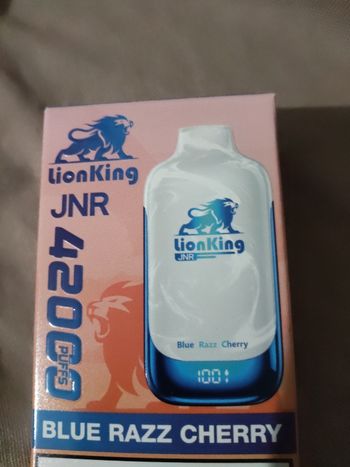 LionKing
JNR
42000
PUFFS
LionKing
JNR
Blue Razz Cherry
100
BLUE RAZZ CHERRY